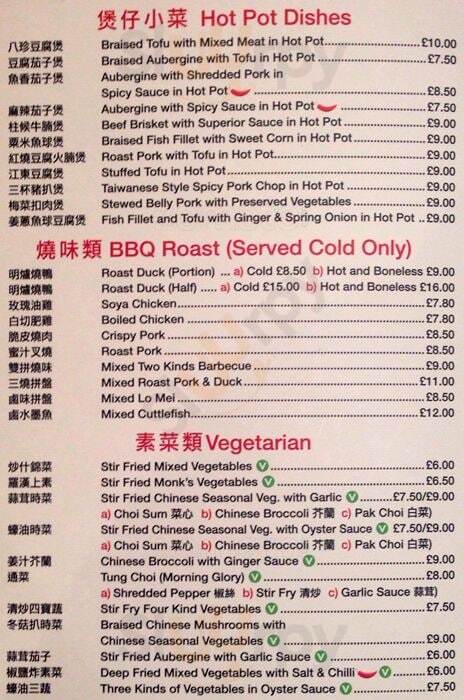 煲仔小菜 Hot Pot Dishes
八珍豆腐煲 Braised Tofu with Mixed Meat in Hot Pot £10.00
豆腐茄子煲 Braised Aubergine with Tofu in Hot Pot £7.50
魚香茄子煲 Aubergine with Shredded Pork in
Spicy Sauce in Hot Pot £8.50
麻辣茄子煲 Aubergine with Spicy Sauce in Hot Pot £7.50
柱候牛腩煲 Beef Brisket with Superior Sauce in Hot Pot £9.00
粟米魚球煲 Braised Fish Fillet with Sweet Corn in Hot Pot £9.00
紅燒豆腐火腩煲 Roast Pork with Tofu in Hot Pot £9.00
江東豆腐煲 Stuffed Tofu in Hot Pot £9.00
三杯豬扒煲 Taiwanese Style Spicy Pork Chop in Hot Pot £9.00
梅菜扣肉煲 Stewed Belly Pork with Preserved Vegetables £9.00
姜蔥魚球豆腐煲 Fish Fillet and Tofu with Ginger & Spring Onion in Hot Pot ..£9.00
燒味類 BBQ Roast (Served Cold Only)
明爐燒鴨 Roast Duck (Portion) ... a) Cold £8.50 b) Hot and Boneless £9.00
明爐燒鴨 Roast Duck (Half) ..... a) Cold £15.00 b) Hot and Boneless £16.00
玫瑰油雞 Soya Chicken £7.80
白切肥雞 Boiled Chicken £7.80
脆皮燒肉 Crispy Pork £8.50
蜜汁叉燒 Roast Pork £8.50
雙拼燒味 Mixed Two Kinds Barbecue £9.00
三燒拼盤 Mixed Roast Pork & Duck £11.00
鹵味拼盤 Mixed Lo Mei £8.50
鹵水墨魚 Mixed Cuttlefish £12.00
素菜類 Vegetarian
炒什錦菜 Stir Fried Mixed Vegetables V £6.00
羅漢上素 Stir Fried Monk's Vegetables V £6.50
蒜茸時菜 Stir Fried Chinese Seasonal Veg. with Garlic V £7.50/£9.00
a) Choi Sum 菜心 b) Chinese Broccoli 芥蘭 c) Pak Choi 白菜)
蠔油時菜 Stir Fried Chinese Seasonal Veg. with Oyster Sauce V £7.50/£9.00
a) Choi Sum 菜心 b) Chinese Broccoli 芥蘭 c) Pak Choi 白菜)
姜汁芥蘭 Chinese Broccoli with Ginger Sauce V £9.00
通菜 Tung Choi (Morning Glory) V £8.00
a) Shredded Pepper 椒絲 b) Stir Fry 清炒 c) Garlic Sauce 蒜茸)
清炒四寶蔬 Stir Fry Four Kind Vegetables V £7.50
冬菇扒時菜 Braised Chinese Mushrooms with
Chinese Seasonal Vegetables V £9.00
蒜茸茄子 Stir Fried Aubergine with Garlic Sauce V £6.00
椒鹽炸素菜 Deep Fried Mixed Vegetables with Salt & Chilli V £6.00
蠔油三蔬 Three Kinds of Vegetables in Oyster Sauce V £7.50